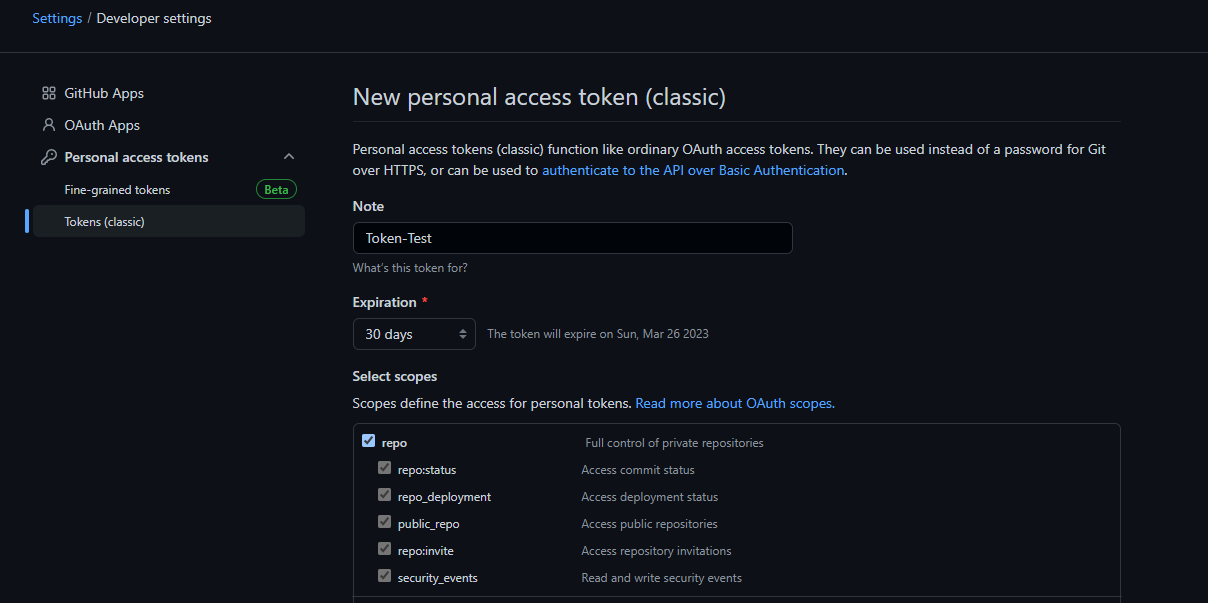 Settings / Developer settings
GitHub Apps
OAuth Apps
Personal access tokens
Fine-grained tokens Beta
Tokens (classic)
New personal access token (classic)
Personal access tokens (classic) function like ordinary OAuth access tokens. They can be used instead of a password for Git
over HTTPS, or can be used to authenticate to the API over Basic Authentication.
Note
Token-Test
What's this token for?
Expiration *
30 days The token will expire on Sun, Mar 26 2023
Select scopes
Scopes define the access for personal tokens. Read more about OAuth scopes.
repo Full control of private repositories
repo:status Access commit status
repo_deployment Access deployment status
public_repo Access public repositories
repo:invite Access repository invitations
security_events Read and write security events